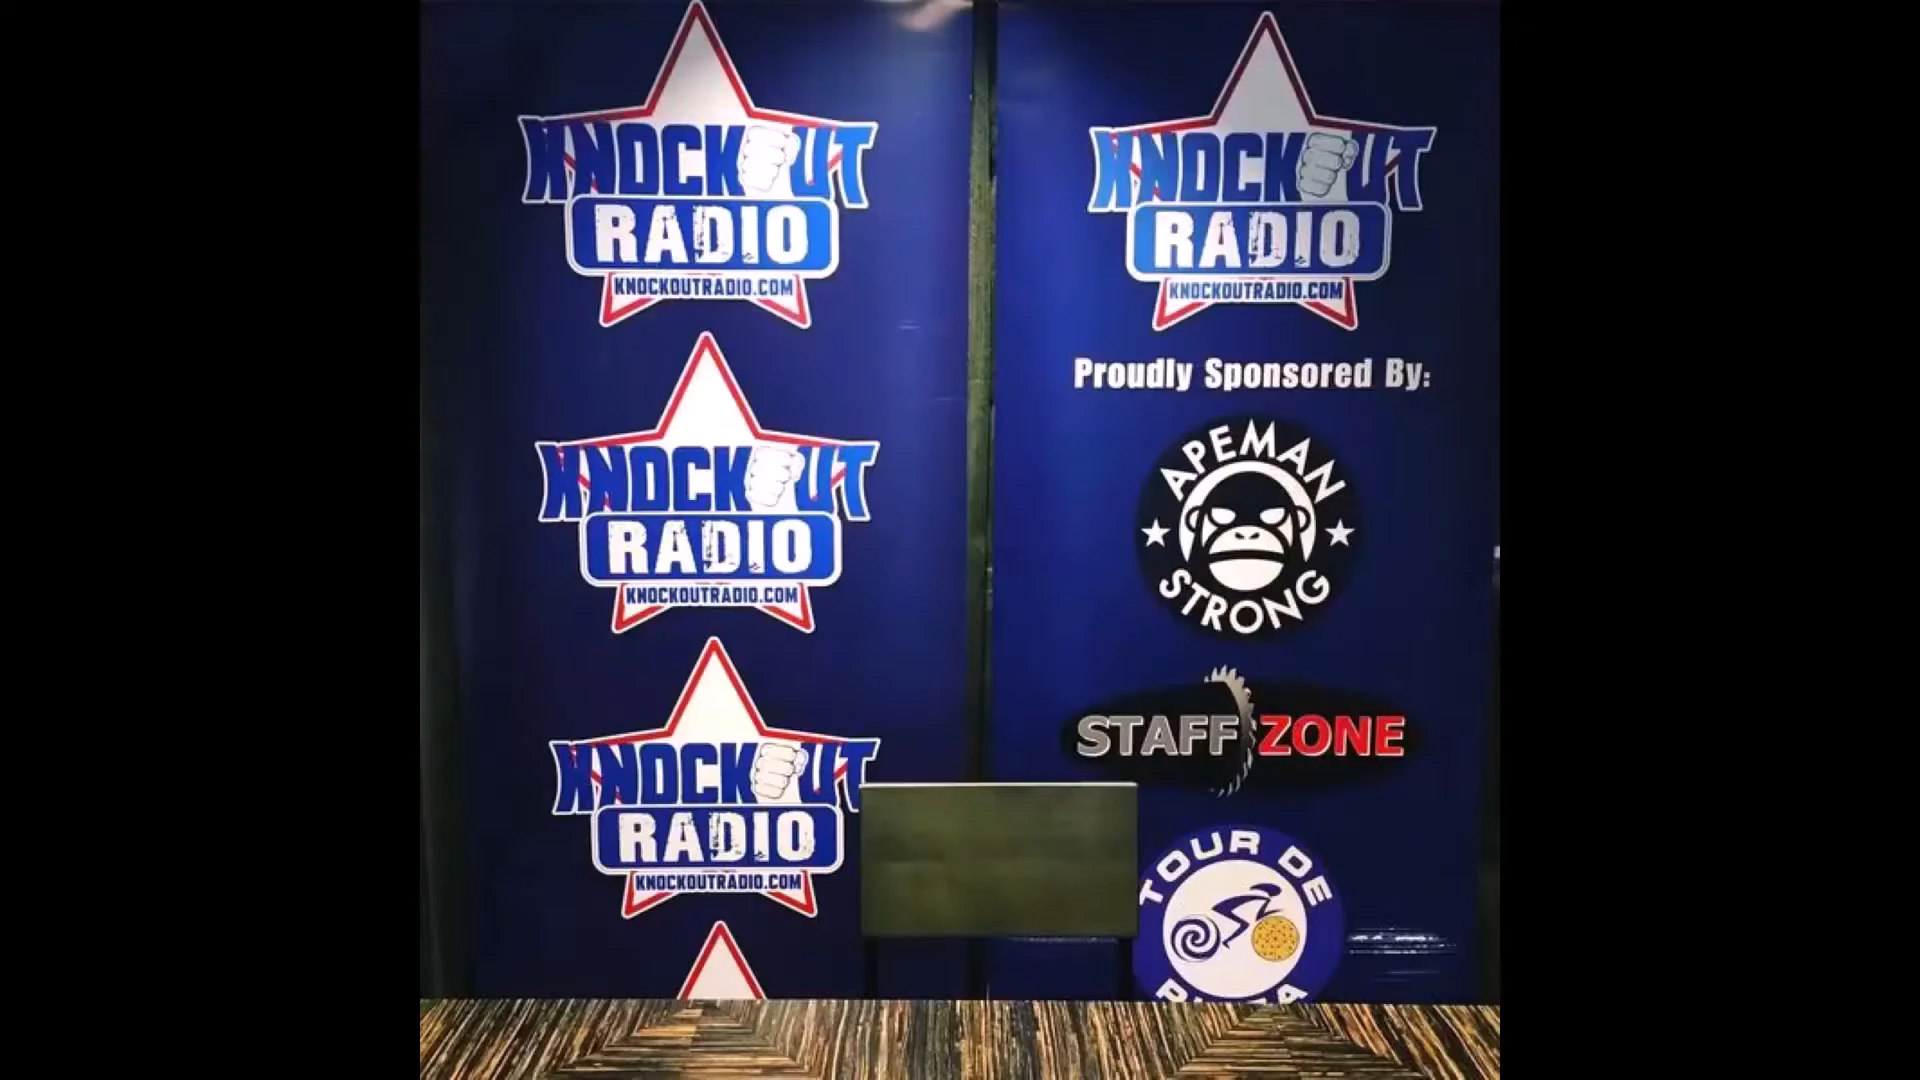 KNOCKOUT
RADIO
KNOCKOUTRADIO.COM
KNOCKOUT
RADIO
KNOCKOUTRADIO.COM
KNOCKOUT
RADIO
KNOCKOUTRADIO.COM
KNOCKOUT
RADIO
KNOCKOUTRADIO.COM
Proudly Sponsored By:
APEMAN
STRONG
STAFF ZONE
TOUR DE